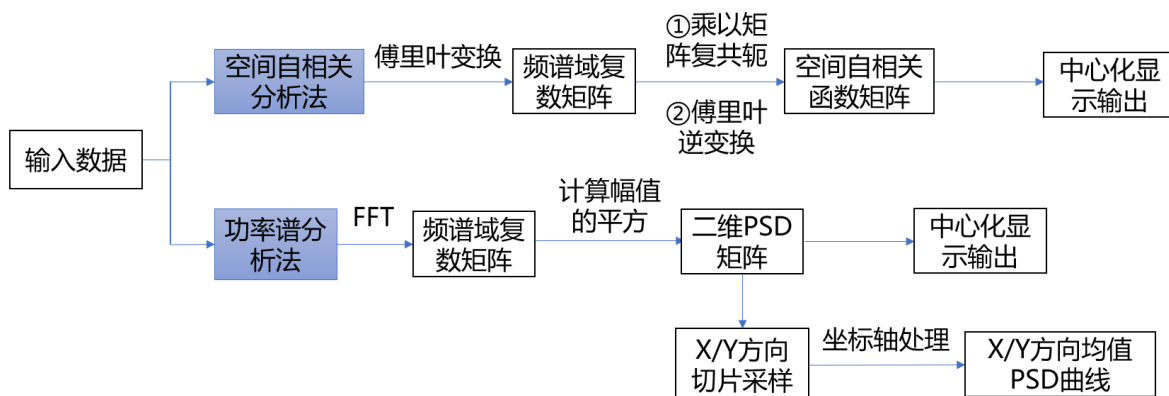 输入数据
空间自相关
分析法
傅里叶变换
频谱域复
数矩阵
①乘以矩
阵复共轭
②傅里叶
逆变换
空间自相关
函数矩阵
中心化显
示输出
功率谱分
析法
FFT
频谱域复
数矩阵
计算幅值
的平方
二维PSD
矩阵
中心化显
示输出
X/Y方向
切片采样
坐标轴处理
X/Y方向均值
PSD曲线